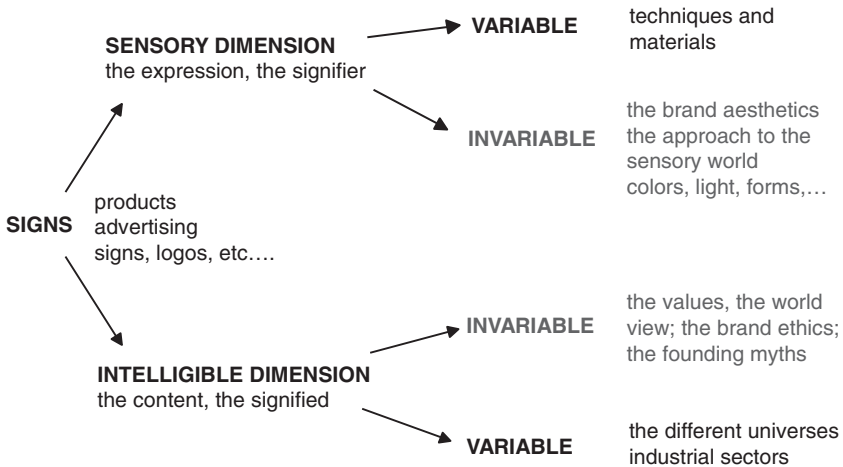 SENSORY DIMENSION
the expression, the signifier
VARIABLE
techniques and
materials
INVARIABLE
the brand aesthetics
the approach to the
sensory world
colors, light, forms,…
SIGNS
products
advertising
signs, logos, etc….
INTELLIGIBLE DIMENSION
the content, the signified
INVARIABLE
the values, the world
view; the brand ethics;
the founding myths
VARIABLE
the different universes
industrial sectors